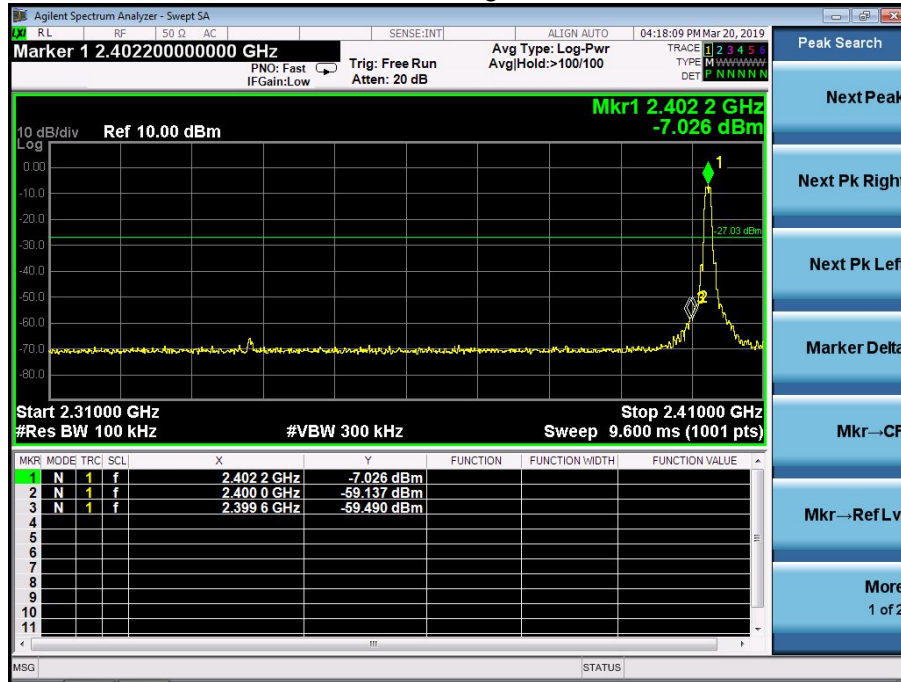 Agilent Spectrum Analyzer - Swept SA
LXI RL RF 50 Ω AC SENSE:INT ALIGN AUTO 04:18:09 PM Mar 20, 2019
Marker 1 2.402200000000 GHz
PNO: Fast
IFGain:Low
Trig: Free Run
Atten: 20 dB
Avg Type: Log-Pwr
Avg|Hold:>100/100
TRACE 1 2 3 4 5 6
TYPE M WWWWW
DET P N N N N N
Mkr1 2.402 2 GHz
-7.026 dBm
10 dB/div Ref 10.00 dBm
Log
0.00
-10.0
-20.0
-30.0
-40.0
-50.0
-60.0
-70.0
-80.0
1
-27.03 dBm
2
Start 2.31000 GHz Stop 2.41000 GHz
#Res BW 100 kHz #VBW 300 kHz Sweep 9.600 ms (1001 pts)
MKR MODE TRC SCL X Y FUNCTION FUNCTION WIDTH FUNCTION VALUE
1 N 1 f 2.402 2 GHz -7.026 dBm
2 N 1 f 2.400 0 GHz -59.137 dBm
3 N 1 f 2.399 6 GHz -59.490 dBm
4
5
6
7
8
9
10
11
MSG STATUS
Peak Search
Next Peak
Next Pk Right
Next Pk Left
Marker Delta
Mkr→CF
Mkr→Ref Lv
More
1 of 2